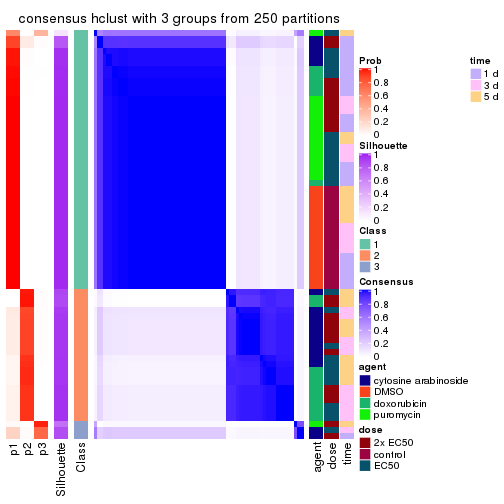 consensus hclust with 3 groups from 250 partitions
Prob
1
0.8
0.6
0.4
0.2
0
Silhouette
1
0.8
0.6
0.4
0.2
0
Class
1
2
3
Consensus
1
0.8
0.6
0.4
0.2
0
agent
cytosine arabinoside
DMSO
doxorubicin
puromycin
dose
2x EC50
control
EC50
time
1 d
3 d
5 d
p1
p2
p3
Silhouette
Class
agent
dose
time